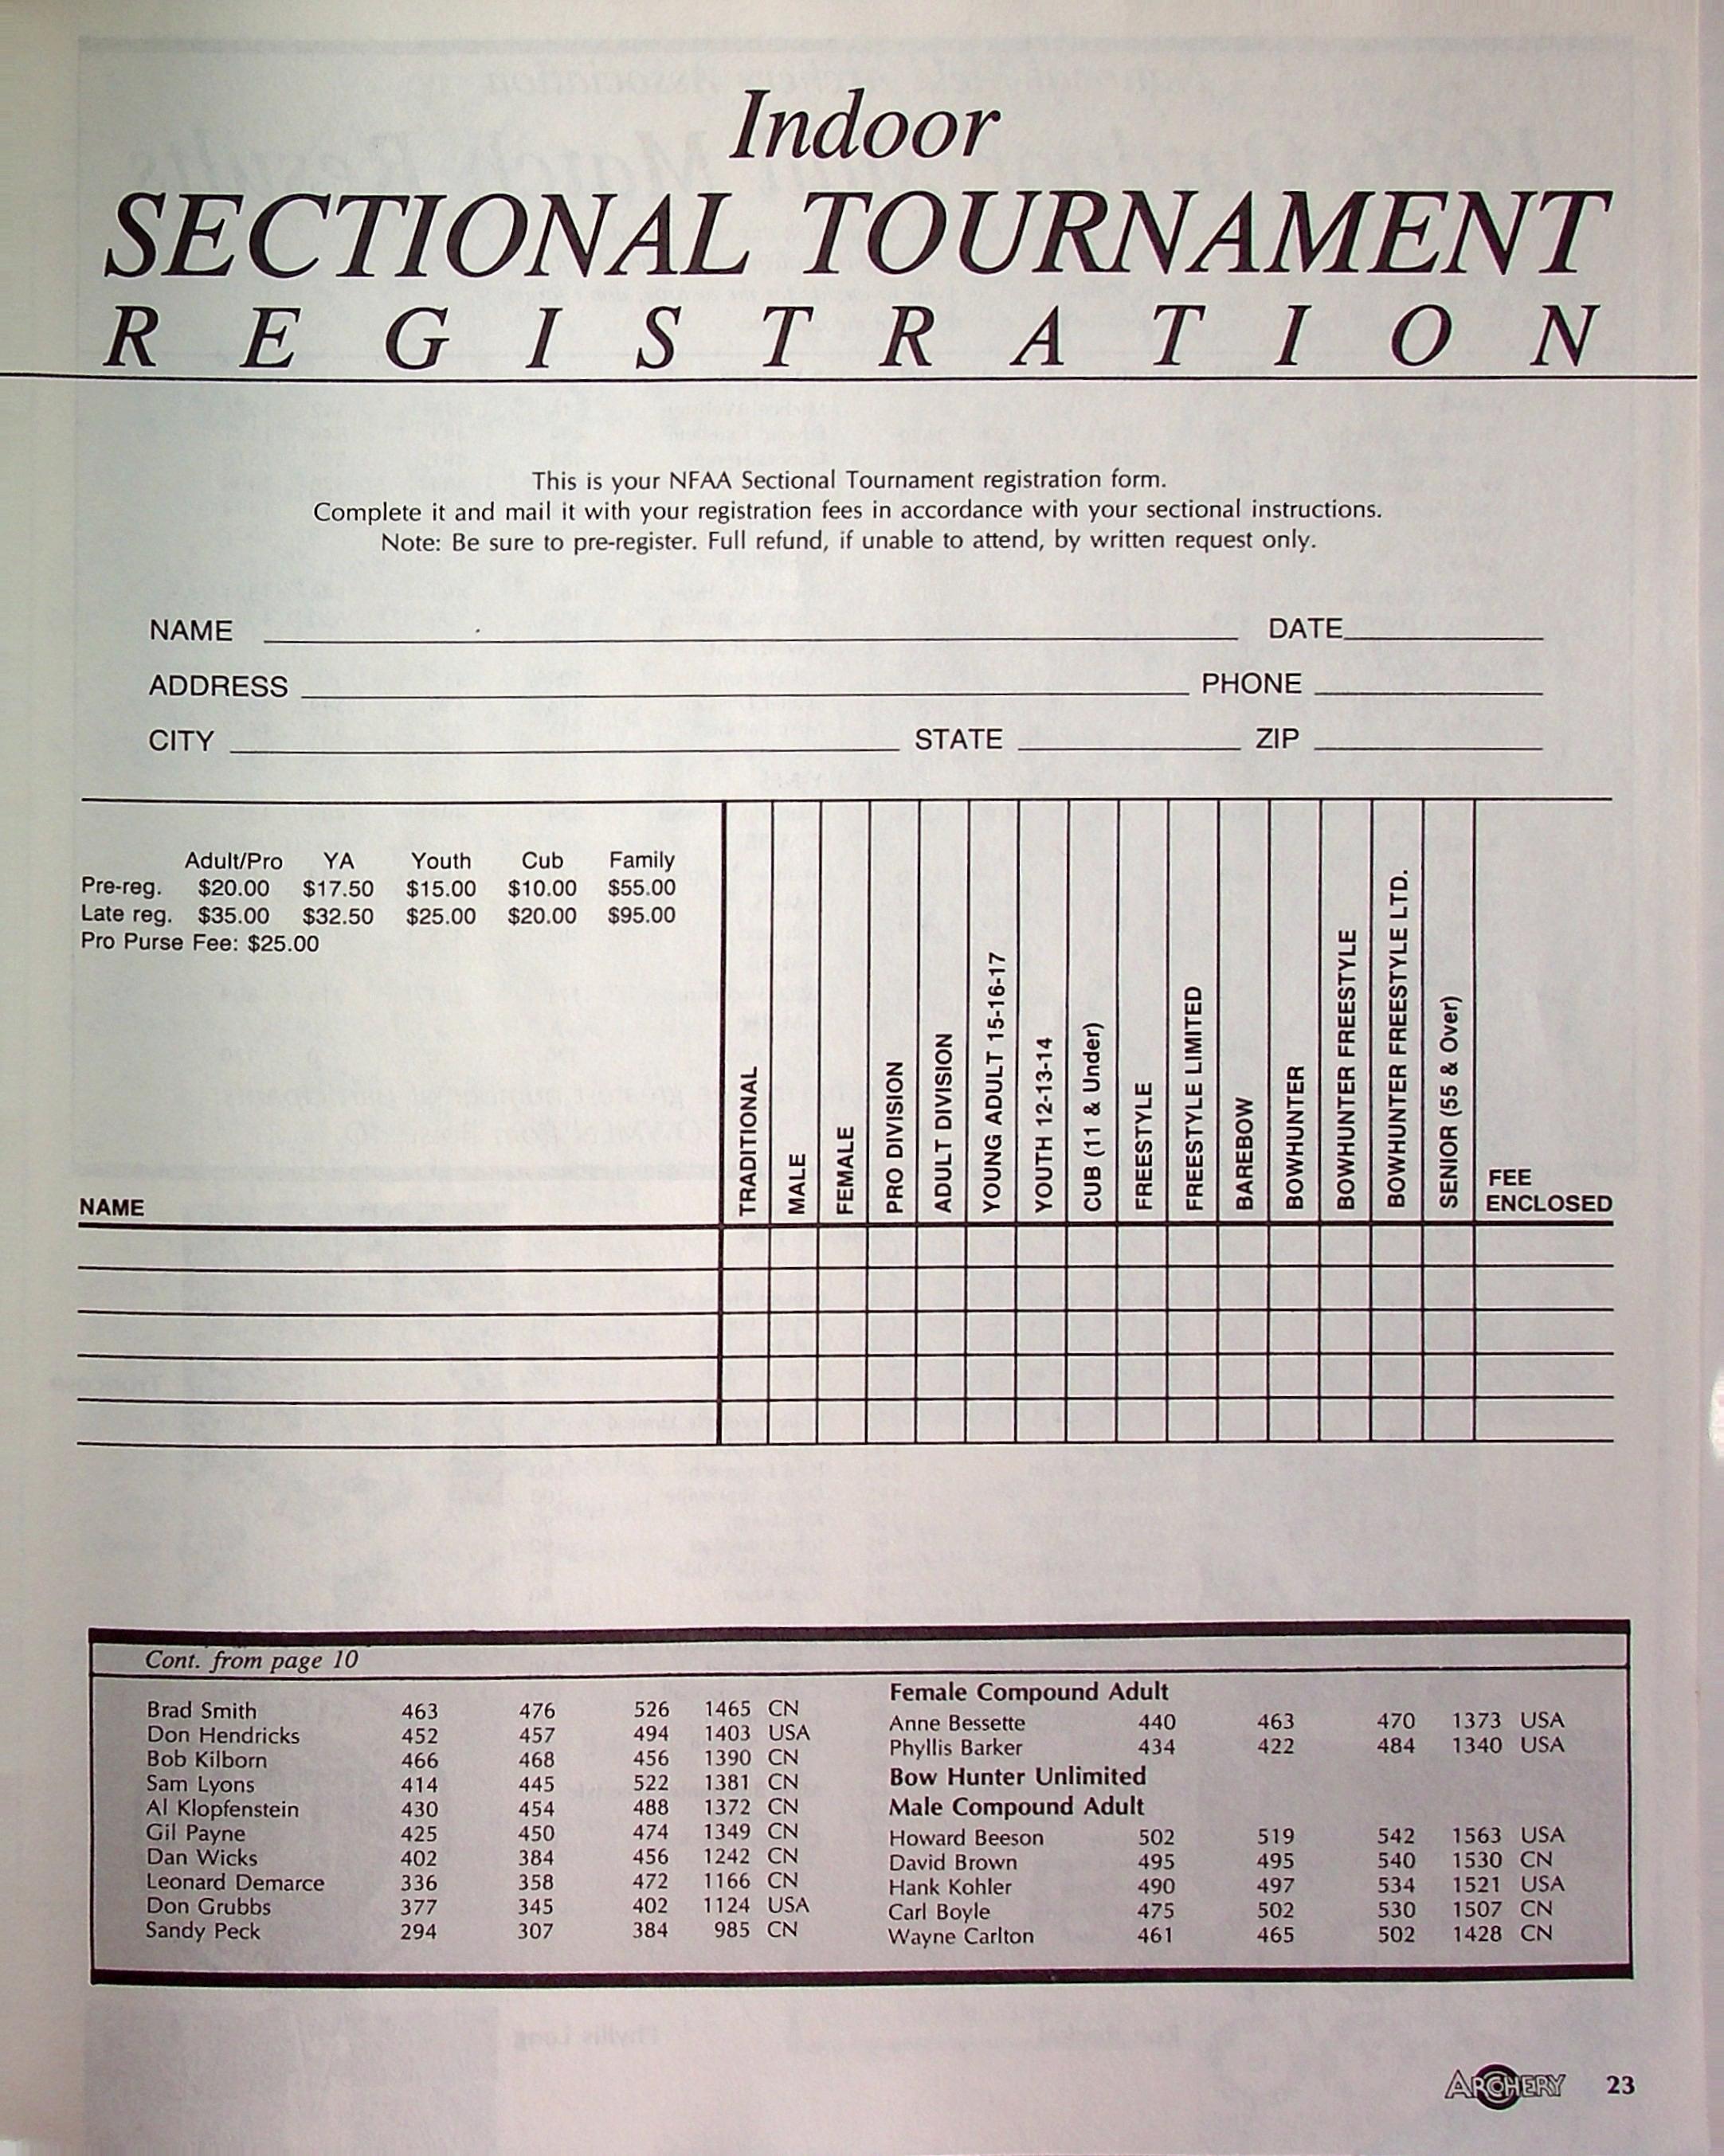 Indoor
SECTIONAL TOURNAMENT
REGISTRATION
This is your NFAA Sectional Tournament registration form.
Complete it and mail it with your registration fees in accordance with your sectional instructions.
Note: Be sure to pre-register. Full refund, if unable to attend, by written request only.
NAME DATE
ADDRESS PHONE
CITY STATE ZIP
Adult/Pro YA Youth Cub Family
Pre-reg. $20.00 $17.50 $15.00 $10.00 $55.00
Late reg. $35.00 $32.50 $25.00 $20.00 $95.00
Pro Purse Fee: $25.00
NAME
TRADITIONAL
MALE
FEMALE
PRO DIVISION
ADULT DIVISION
YOUNG ADULT 15-16-17
YOUTH 12-13-14
CUB (11 & Under)
FREESTYLE
FREESTYLE LIMITED
BAREBOW
BOWHUNTER
BOWHUNTER FREESTYLE
BOWHUNTER FREESTYLE LTD.
SENIOR (55 & Over)
FEE
ENCLOSED
Cont. from page 10
Brad Smith 463 476 526 1465 CN
Don Hendricks 452 457 494 1403 USA
Bob Kilborn 466 468 456 1390 CN
Sam Lyons 414 445 522 1381 CN
Al Klopfenstein 430 454 488 1372 CN
Gil Payne 425 450 474 1349 CN
Dan Wicks 402 384 456 1242 CN
Leonard Demarce 336 358 472 1166 CN
Don Grubbs 377 345 402 1124 USA
Sandy Peck 294 307 384 985 CN
Female Compound Adult
Anne Bessette 440 463 470 1373 USA
Phyllis Barker 434 422 484 1340 USA
Bow Hunter Unlimited
Male Compound Adult
Howard Beeson 502 519 542 1563 USA
David Brown 495 495 540 1530 CN
Hank Kohler 490 497 534 1521 USA
Carl Boyle 475 502 530 1507 CN
Wayne Carlton 461 465 502 1428 CN
ARCHERY 23